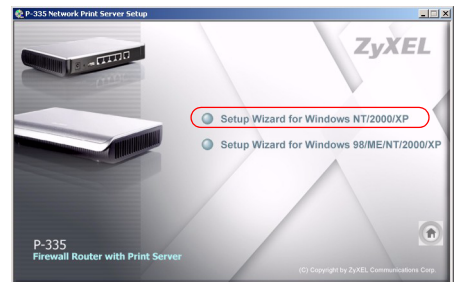 P-335 Network Print Server Setup
ZyXEL
Setup Wizard for Windows NT/2000/XP
Setup Wizard for Windows 98/ME/NT/2000/XP
P-335
Firewall Router with Print Server
(C) Copyright by ZyXEL Communications Corp.